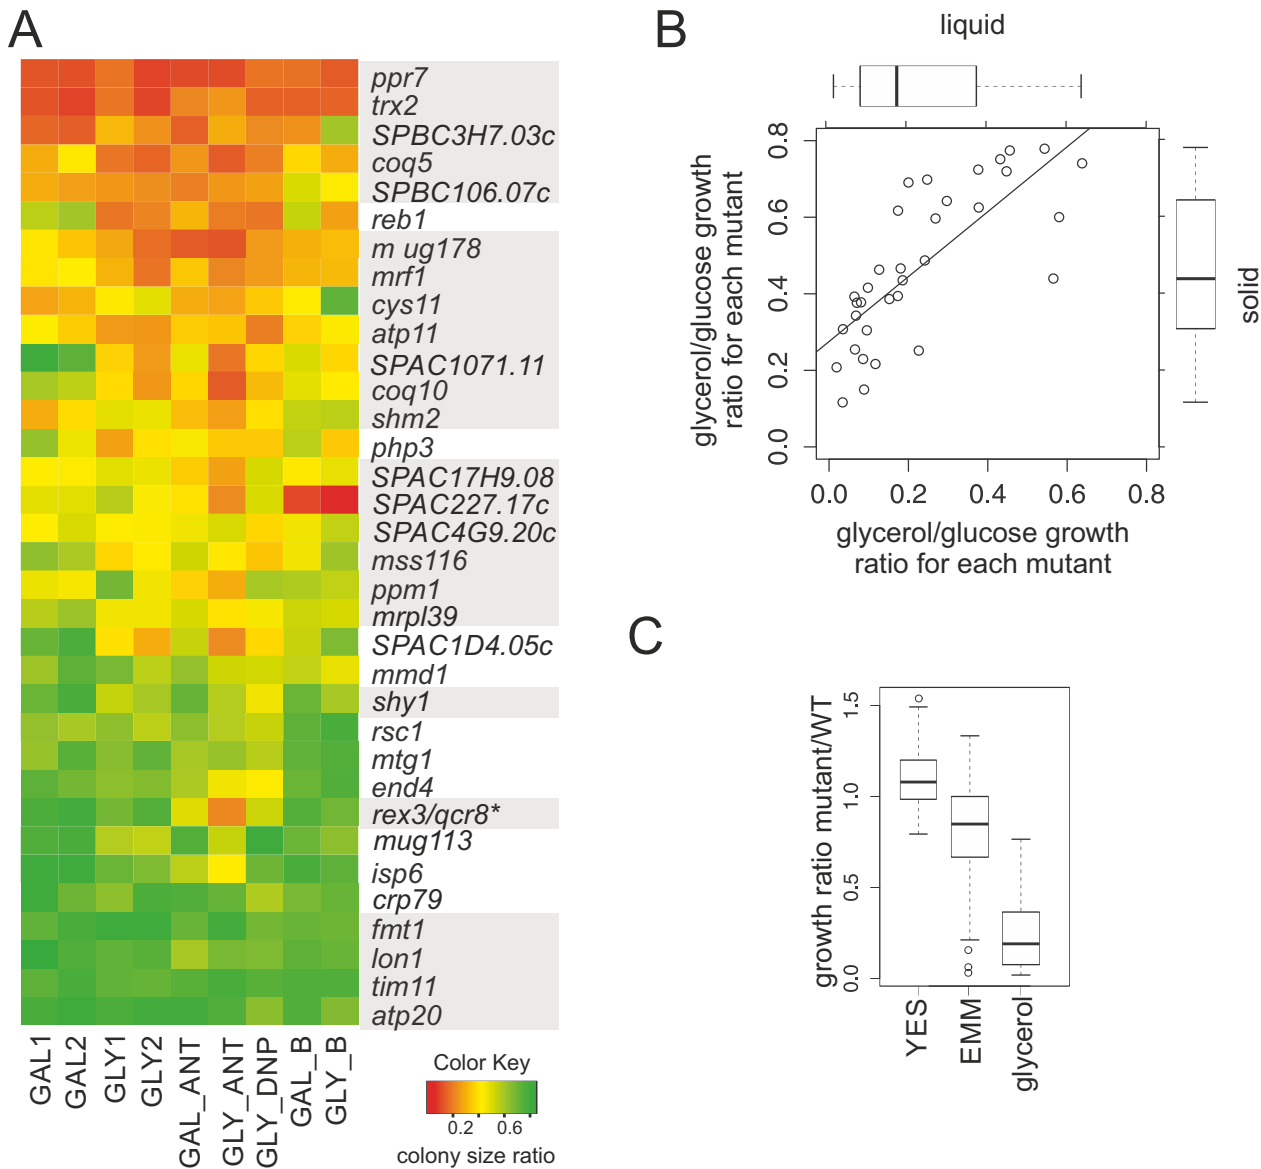 A
ppr7
trx2
SPBC3H7.03c
coq5
SPBC106.07c
reb1
m ug178
mrf1
cys11
atp11
SPAC1071.11
coq10
shm2
php3
SPAC17H9.08
SPAC227.17c
SPAC4G9.20c
mss116
ppm1
mrpl39
SPAC1D4.05c
mmd1
shy1
rsc1
mtg1
end4
rex3/qcr8*
mug113
isp6
crp79
fmt1
lon1
tim11
atp20
GAL1
GAL2
GLY1
GLY2
GAL_ANT
GLY_ANT
GLY_DNP
GAL_B
GLY_B
Color Key
0.2 0.6
colony size ratio
B
liquid
glycerol/glucose growth
ratio for each mutant
0.8
0.6
0.4
0.2
0.0
solid
0.0 0.2 0.4 0.6 0.8
glycerol/glucose growth
ratio for each mutant
C
growth ratio mutant/WT
1.5
1.0
0.5
0.0
YES
EMM
glycerol